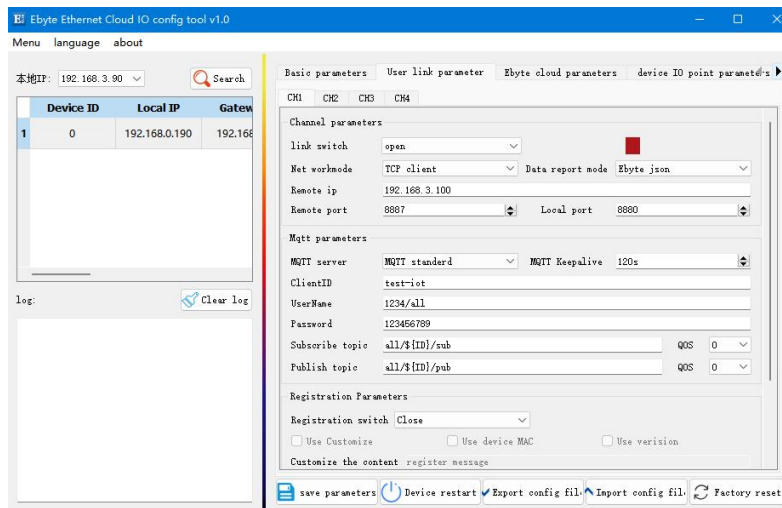 Ebyte Ethernet Cloud IO config tool v1.0
Menu language about
本地IP: 192.168.3.90 Search
Device ID Local IP Gatew
1 0 192.168.0.190 192.168
log: Clear log
Basic parameters User link parameter Ebyte cloud parameters device IO point parameters
CH1 CH2 CH3 CH4
Channel parameters
link switch open
Net workmode TCP client Data report mode Ebyte json
Remote ip 192.168.3.100
Remote port 8887 Local port 8880
Mqtt parameters
MQTT server MQTT standerd MQTT Keepalive 120s
ClientID test-iot
UserName 1234/all
Password 123456789
Subscribe topic all/${ID}/sub QOS 0
Publish topic all/${ID}/pub QOS 0
Registration Parameters
Registration switch Close
Use Customize Use device MAC Use verision
Customize the content register message
save parameters Device restart Export config fil Import config fil Factory reset